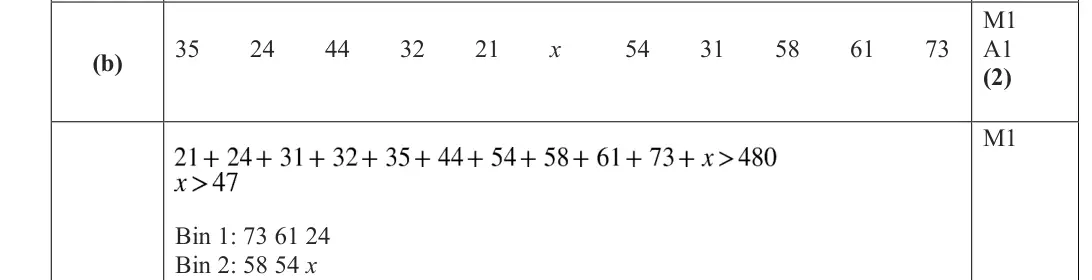 (b)
35 24 44 32 21 x 54 31 58 61 73
M1
A1
(2)
21 + 24 + 31 + 32 + 35 + 44 + 54 + 58 + 61 + 73 + x > 480
x > 47
Bin 1: 73 61 24
Bin 2: 58 54 x
M1